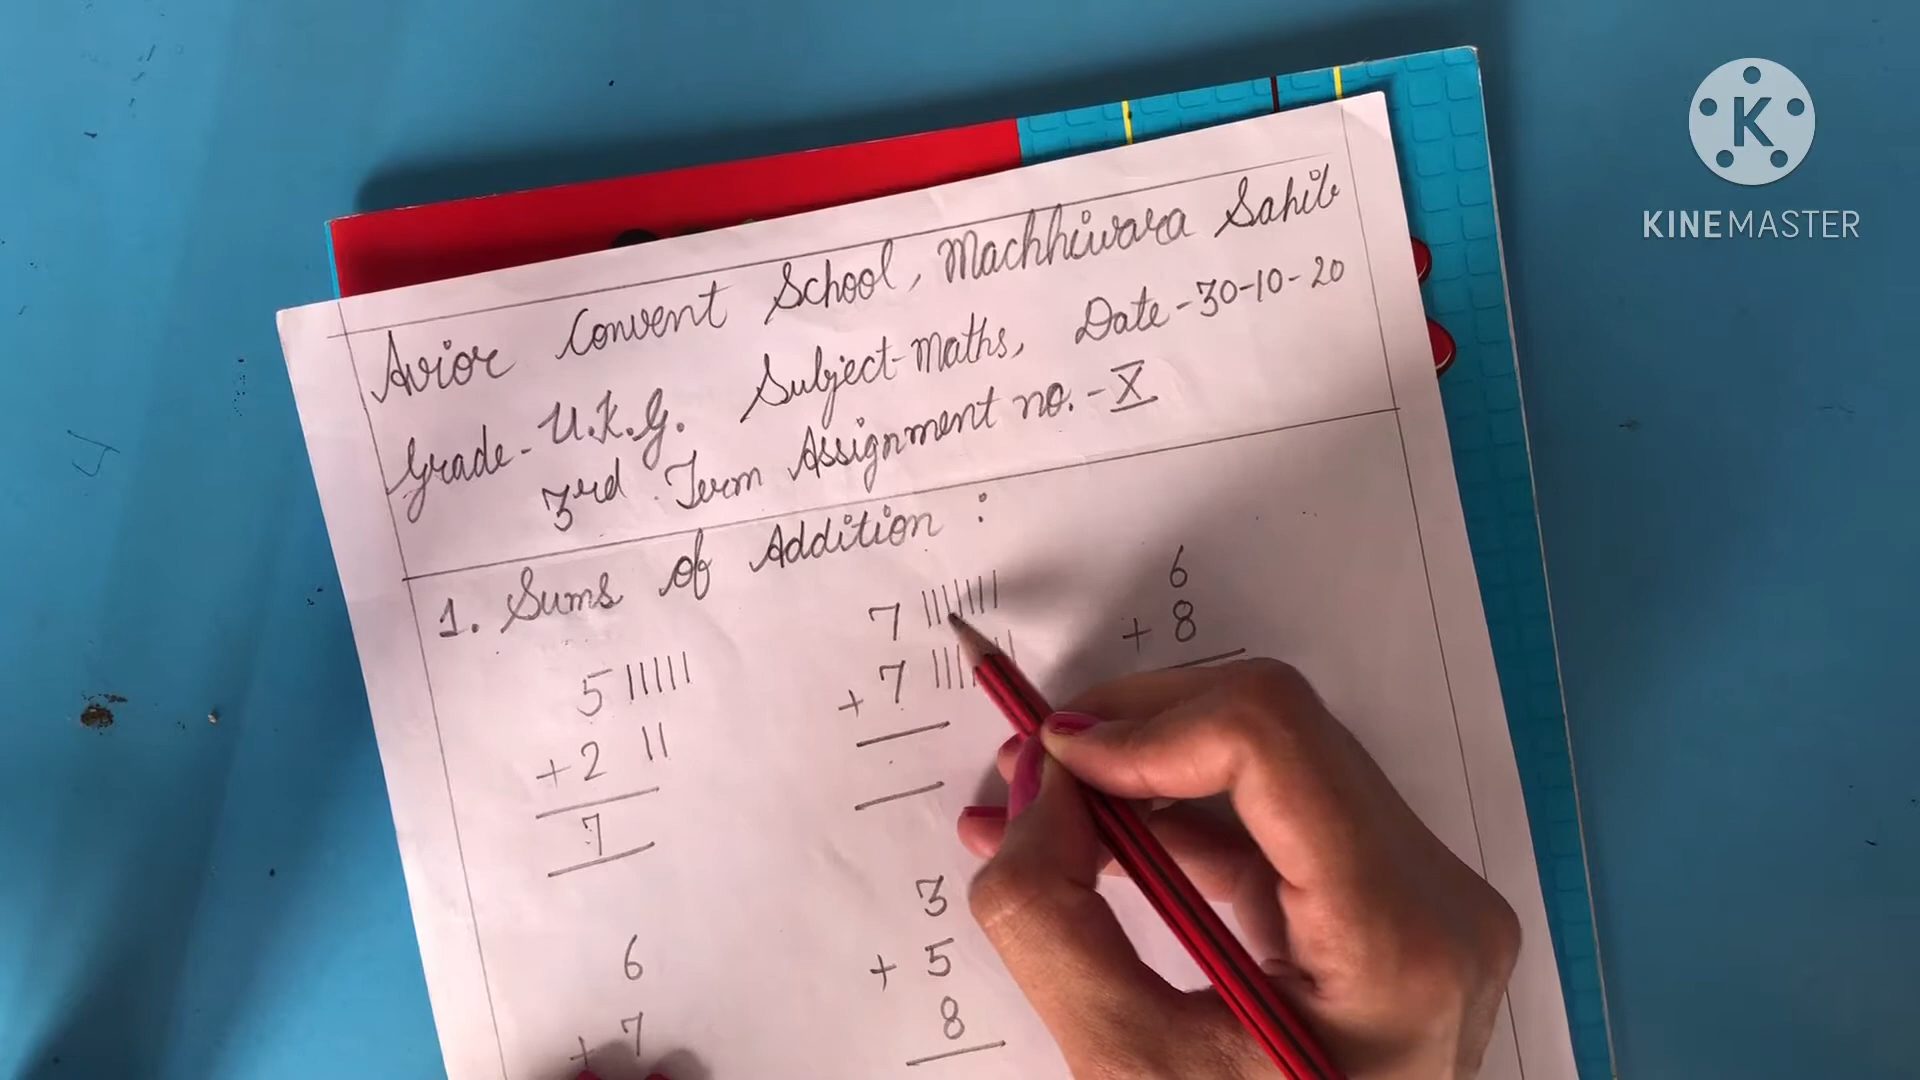 Avior Convent School, Machhiwara Sahib
Grade-U.K.G. Subject-Maths, Date-30-10-20
3rd Term Assignment no.-X
1. Sums of Addition:
5
+2
7
7
+7
6
+8
6
+7
3
+5
8
K
KINEMASTER